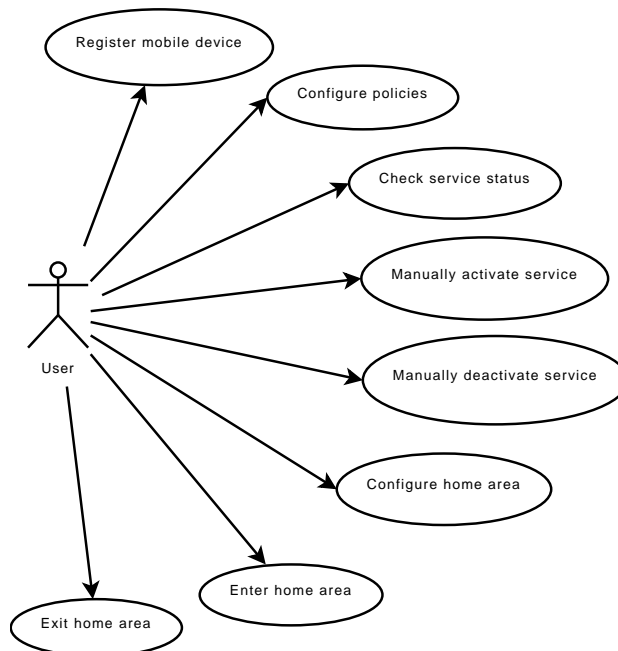 Register mobile device
Configure policies
Check service status
Manually activate service
User
Manually deactivate service
Configure home area
Enter home area
Exit home area